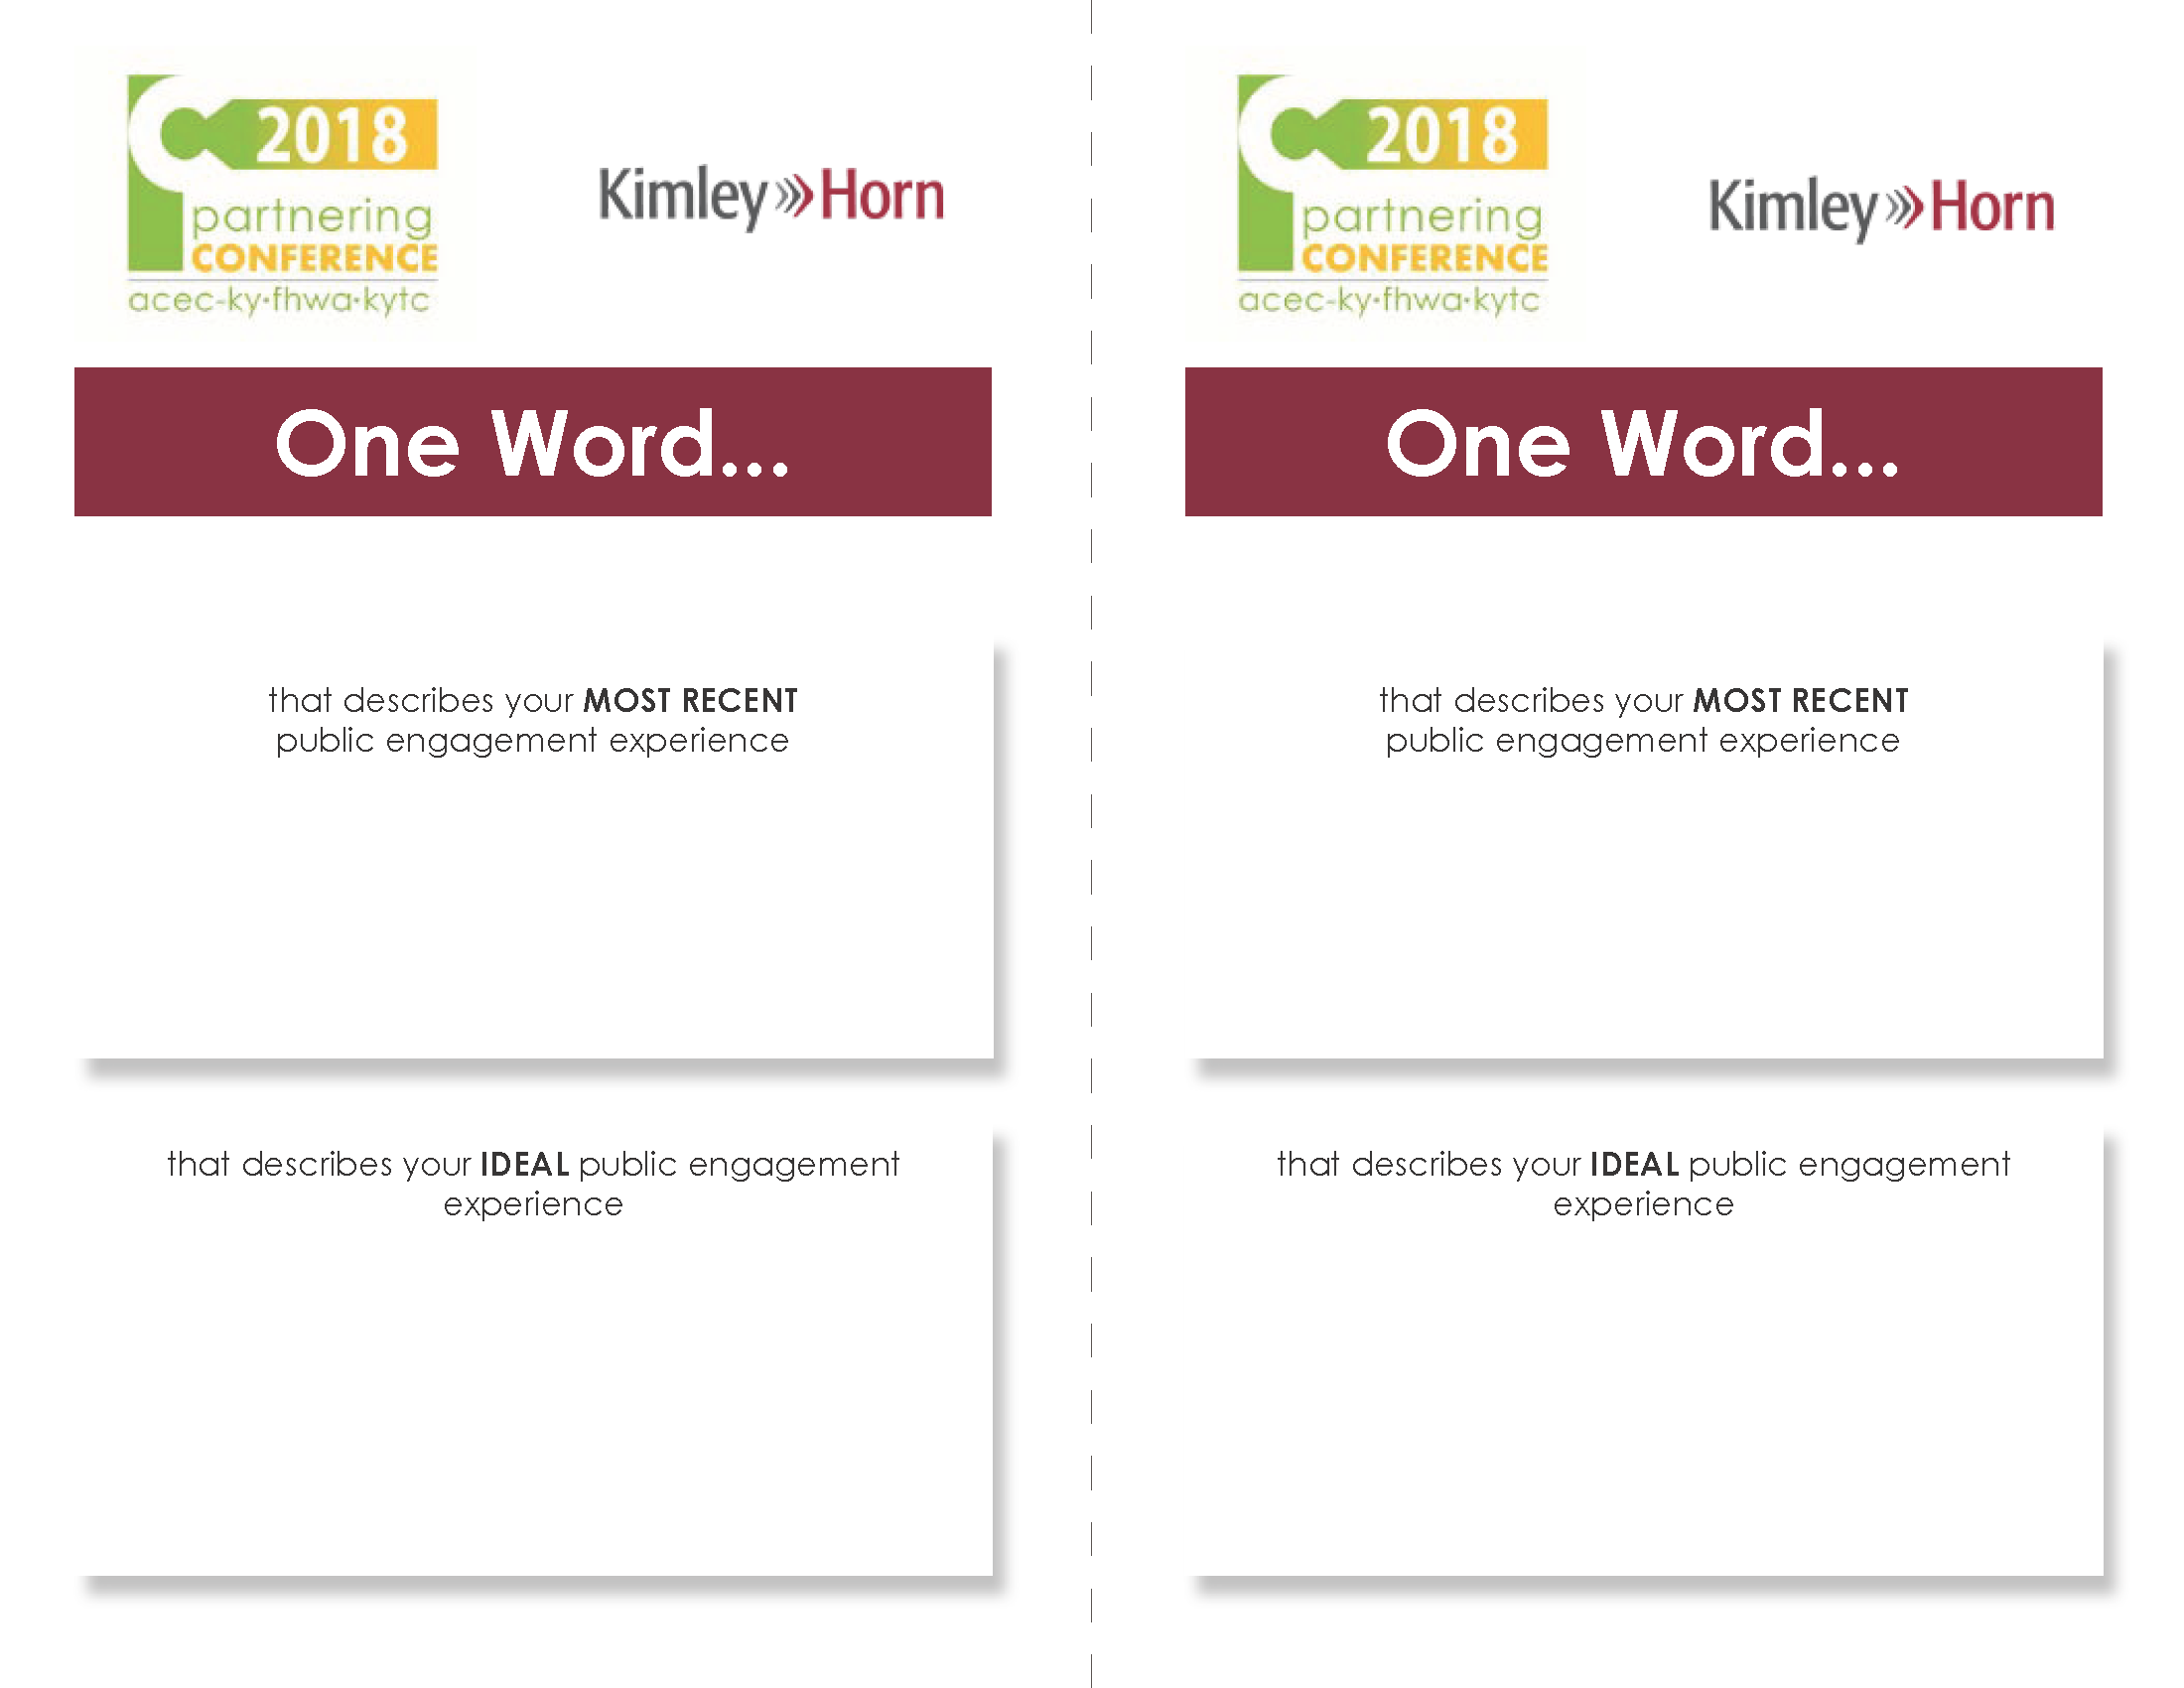 2018
partnering
CONFERENCE
acec-ky•fhwa•kytc
Kimley»Horn
One Word...
that describes your MOST RECENT
public engagement experience
that describes your IDEAL public engagement
experience
2018
partnering
CONFERENCE
acec-ky•fhwa•kytc
Kimley»Horn
One Word...
that describes your MOST RECENT
public engagement experience
that describes your IDEAL public engagement
experience